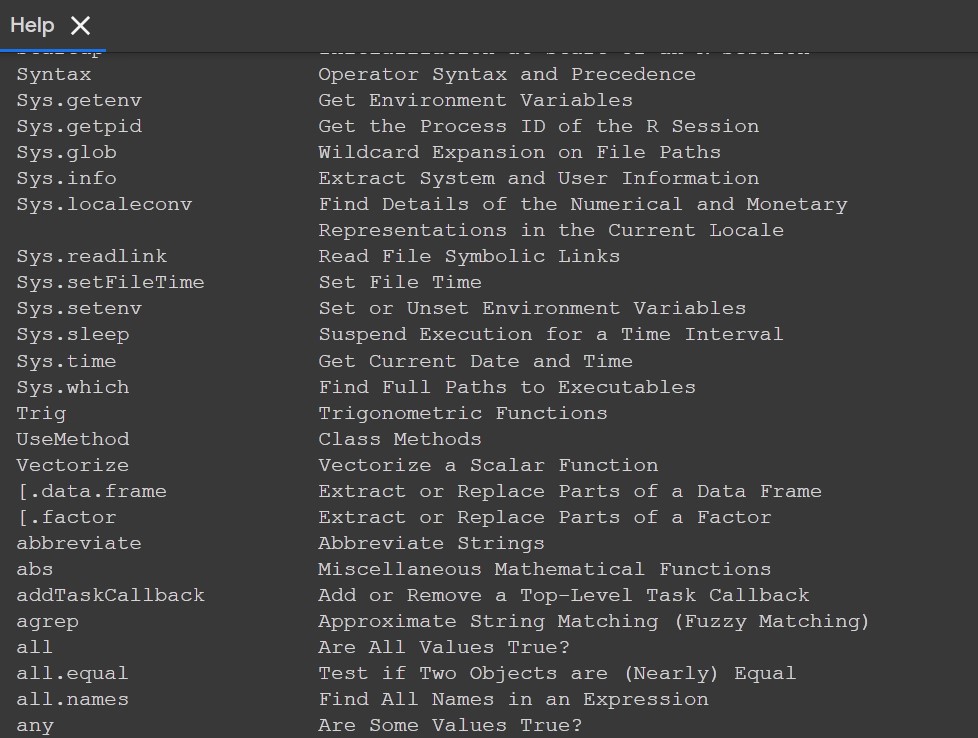 Help
Syntax Operator Syntax and Precedence
Sys.getenv Get Environment Variables
Sys.getpid Get the Process ID of the R Session
Sys.glob Wildcard Expansion on File Paths
Sys.info Extract System and User Information
Sys.localeconv Find Details of the Numerical and Monetary
Representations in the Current Locale
Sys.readlink Read File Symbolic Links
Sys.setFileTime Set File Time
Sys.setenv Set or Unset Environment Variables
Sys.sleep Suspend Execution for a Time Interval
Sys.time Get Current Date and Time
Sys.which Find Full Paths to Executables
Trig Trigonometric Functions
UseMethod Class Methods
Vectorize Vectorize a Scalar Function
[.data.frame Extract or Replace Parts of a Data Frame
[.factor Extract or Replace Parts of a Factor
abbreviate Abbreviate Strings
abs Miscellaneous Mathematical Functions
addTaskCallback Add or Remove a Top-Level Task Callback
agrep Approximate String Matching (Fuzzy Matching)
all Are All Values True?
all.equal Test if Two Objects are (Nearly) Equal
all.names Find All Names in an Expression
any Are Some Values True?